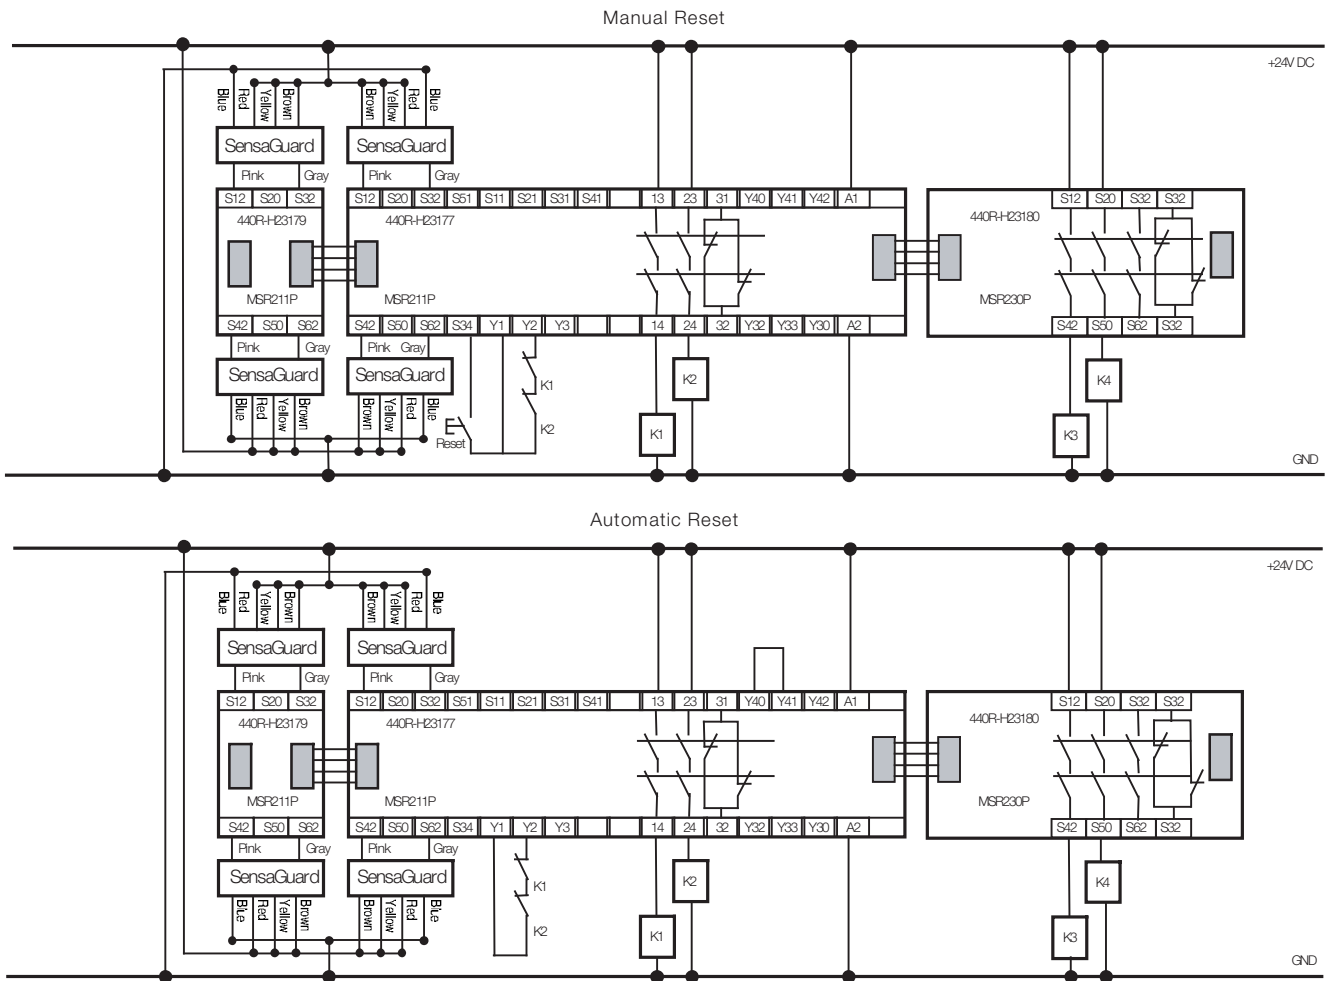 Manual Reset
+24V DC
Blue Red Yellow Brown Brown Yellow Red Blue
SensaGuard SensaGuard
Pink Gray Pink Gray
S12 S20 S32 S12 S20 S32 S51 S11 S21 S31 S41 13 23 31 Y40 Y41 Y42 A1 S12 S20 S32 S32
440R-H23179 440R-H23177 440R-H23180
MSR211P MSR211P MSR230P
S42 S50 S62 S42 S50 S62 S34 Y1 Y2 Y3 14 24 32 Y32 Y33 Y30 A2 S42 S50 S62 S32
Pink Gray Pink Gray
SensaGuard SensaGuard K1 K2 K4
Blue Red Yellow Brown Brown Yellow Red Blue
Reset K2 K1 K3
GND
Automatic Reset
+24V DC
Blue Red Yellow Brown Brown Yellow Red Blue
SensaGuard SensaGuard
Pink Gray Pink Gray
S12 S20 S32 S12 S20 S32 S51 S11 S21 S31 S41 13 23 31 Y40 Y41 Y42 A1 S12 S20 S32 S32
440R-H23179 440R-H23177 440R-H23180
MSR211P MSR211P MSR230P
S42 S50 S62 S42 S50 S62 S34 Y1 Y2 Y3 14 24 32 Y32 Y33 Y30 A2 S42 S50 S62 S32
Pink Gray Pink Gray
SensaGuard SensaGuard K1 K2 K4
Blue Red Yellow Brown Brown Yellow Red Blue
K2 K1 K3
GND